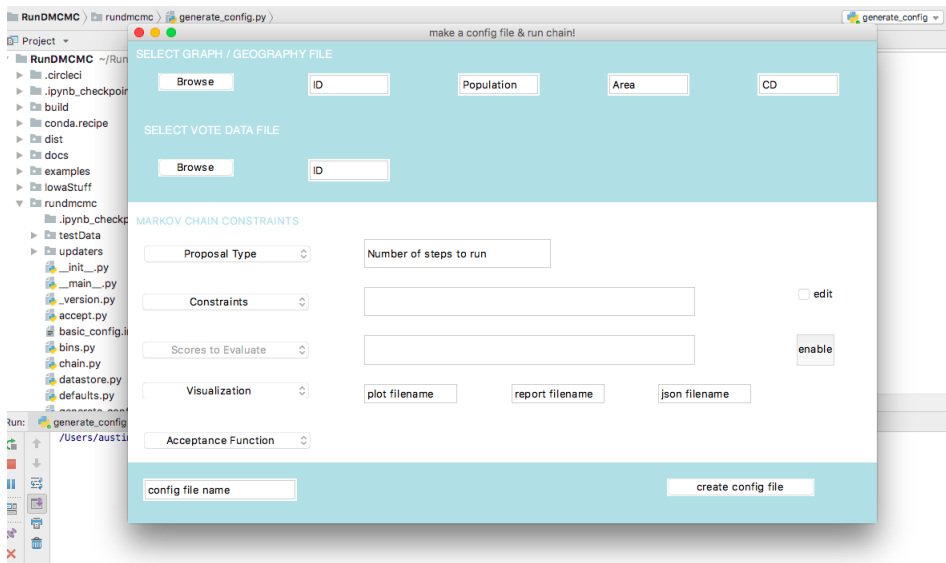 RunDMCMC rundmcmc generate_config.py generate_config
Project make a config file & run chain!
RunDMCMC ~/Run SELECT GRAPH / GEOGRAPHY FILE
.circleci Browse ID Population Area CD
.ipynb_checkpoin
build
conda.recipe
dist SELECT VOTE DATA FILE
docs
examples Browse ID
IowaStuff
rundmcmc
.ipynb_checkp MARKOV CHAIN CONSTRAINTS
testData
updaters Proposal Type Number of steps to run
__init__.py
__main__.py
_version.py Constraints edit
accept.py
basic_config.i
bins.py Scores to Evaluate enable
chain.py
datastore.py
defaults.py Visualization plot filename report filename json filename
Run: generate_config
/Users/austi Acceptance Function
config file name create config file